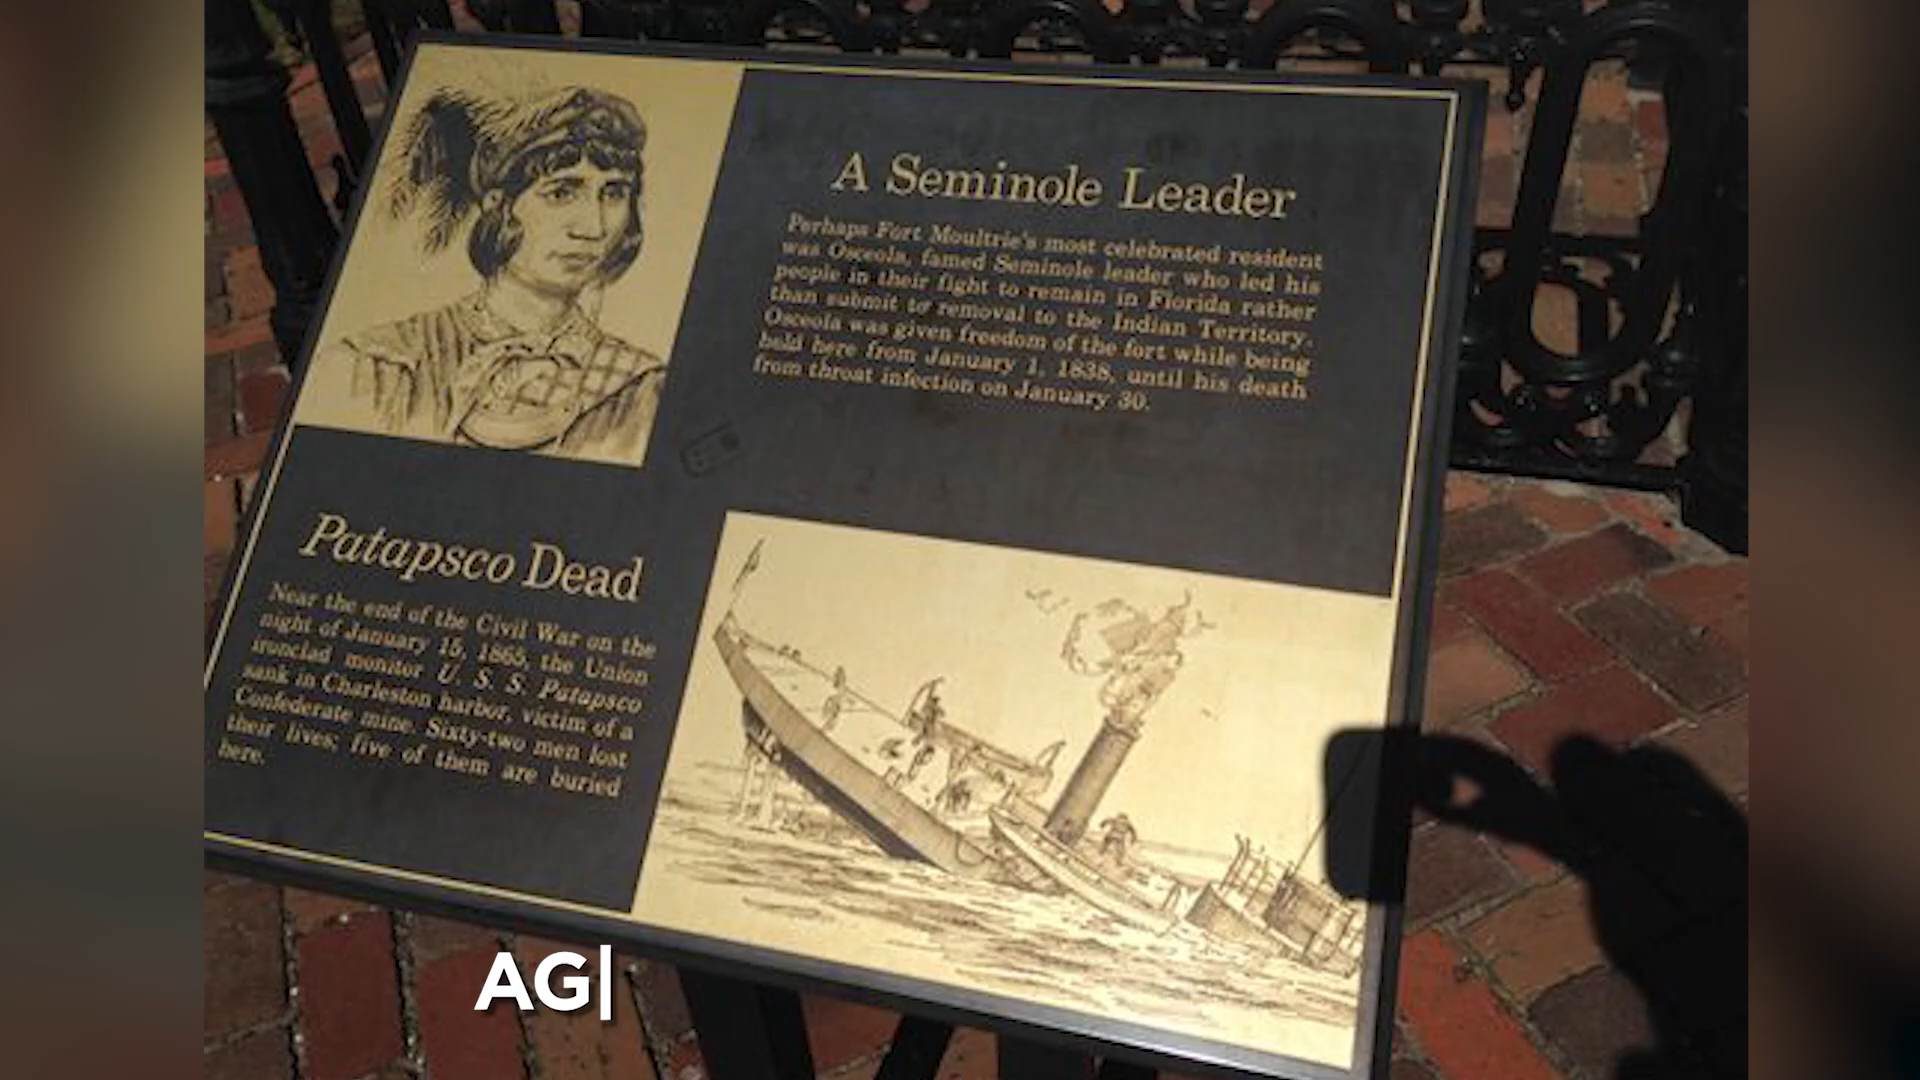 A Seminole Leader
Perhaps Fort Moultrie's most celebrated resident
was Osceola, famed Seminole leader who led his
people in their fight to remain in Florida rather
than submit to removal to the Indian Territory.
Osceola was given freedom of the fort while being
held here from January 1, 1838, until his death
from throat infection on January 30.
Patapsco Dead
Near the end of the Civil War on the
night of January 15, 1865, the Union
ironclad monitor U. S. S. Patapsco
sank in Charleston harbor, victim of a
Confederate mine. Sixty-two men lost
their lives; five of them are buried
here.
AG|